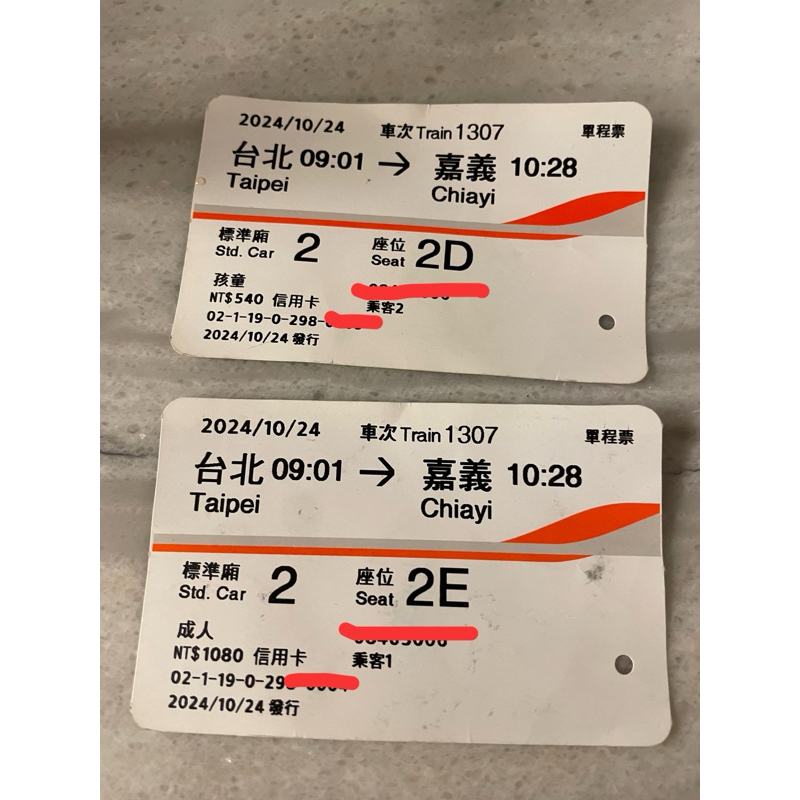 2024/10/24 車次 Train 1307 單程票
台北 09:01 → 嘉義 10:28
Taipei Chiayi
標準廂 2 座位 2D
Std. Car Seat
孩童
NT$540 信用卡 乘客2
02-1-19-0-298-
2024/10/24 發行
2024/10/24 車次 Train 1307 單程票
台北 09:01 → 嘉義 10:28
Taipei Chiayi
標準廂 2 座位 2E
Std. Car Seat
成人
NT$1080 信用卡 乘客1
02-1-19-0-29
2024/10/24 發行